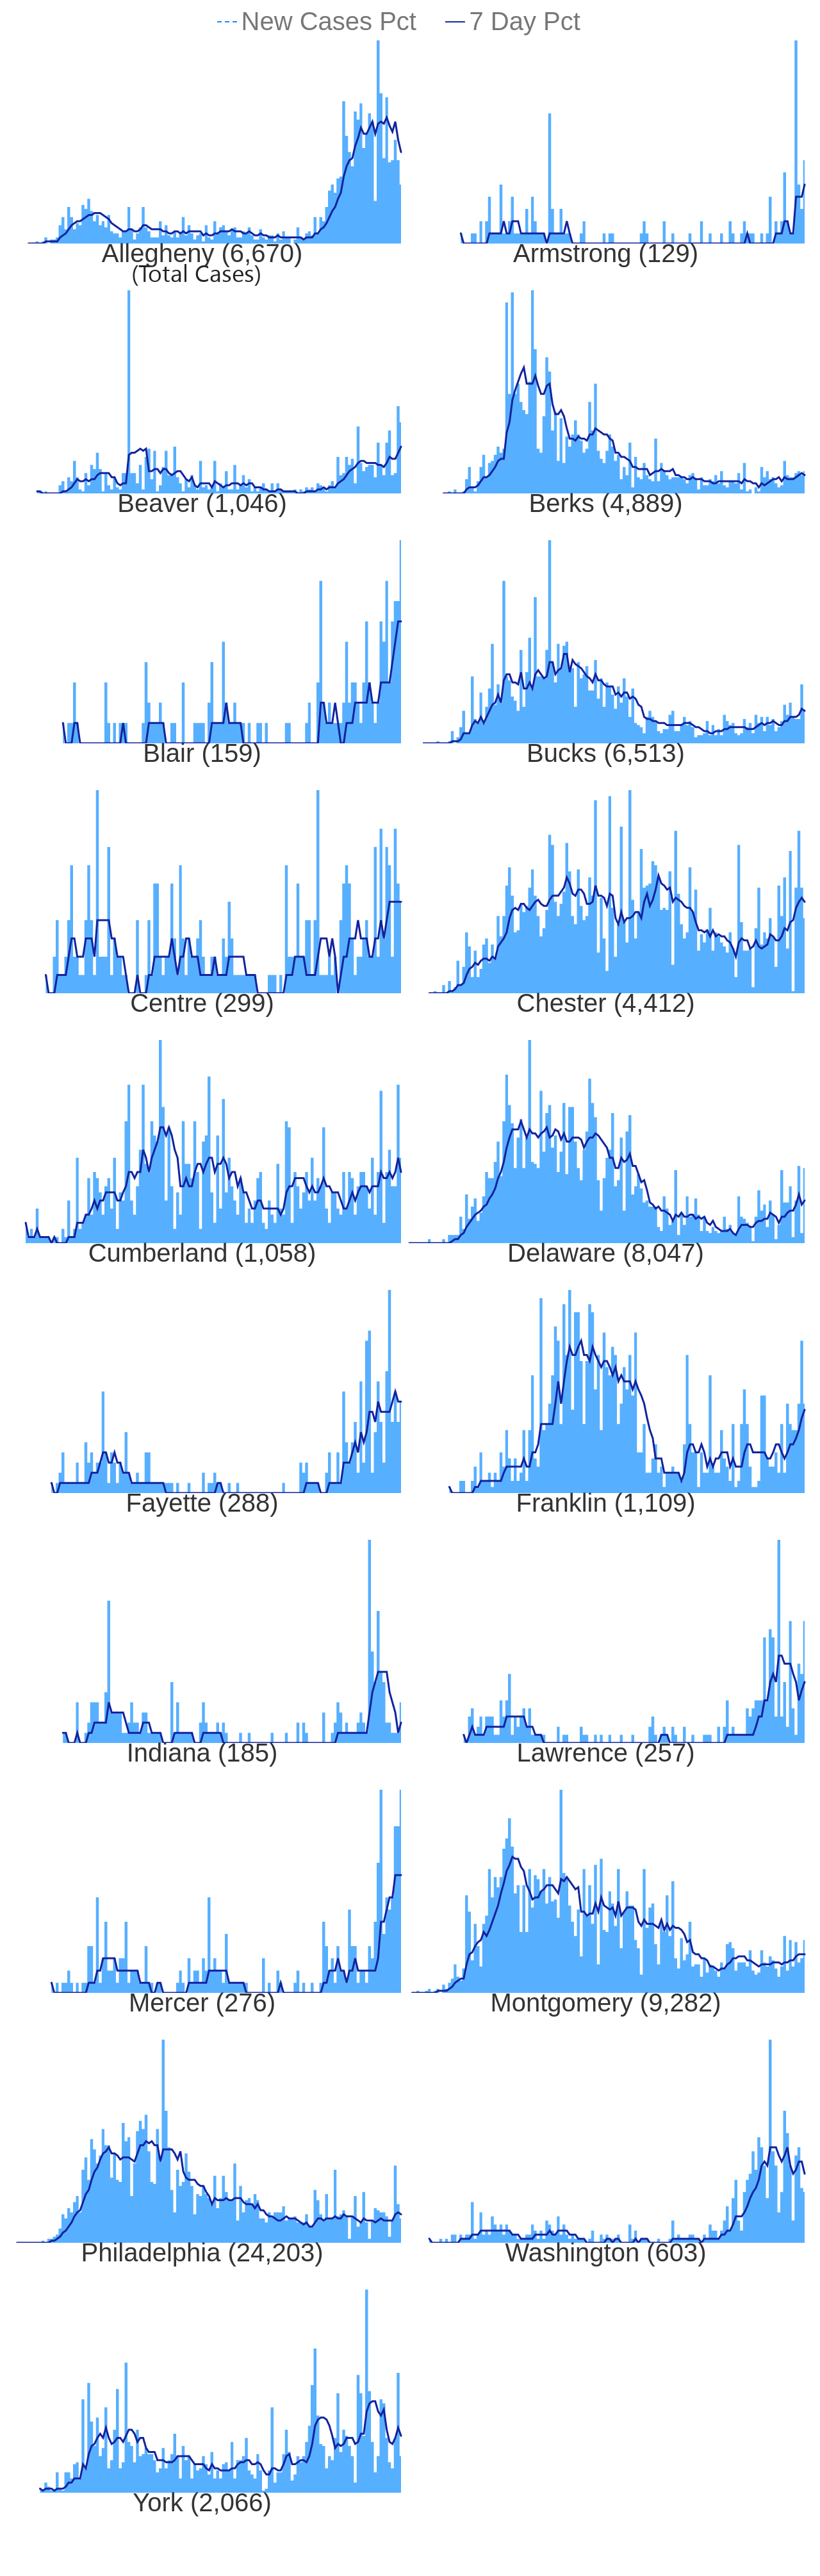 New Cases Pct 7 Day Pct
Allegheny (6,670) Armstrong (129)
(Total Cases)
Beaver (1,046) Berks (4,889)
Blair (159) Bucks (6,513)
Centre (299) Chester (4,412)
Cumberland (1,058) Delaware (8,047)
Fayette (288) Franklin (1,109)
Indiana (185) Lawrence (257)
Mercer (276) Montgomery (9,282)
Philadelphia (24,203) Washington (603)
York (2,066)